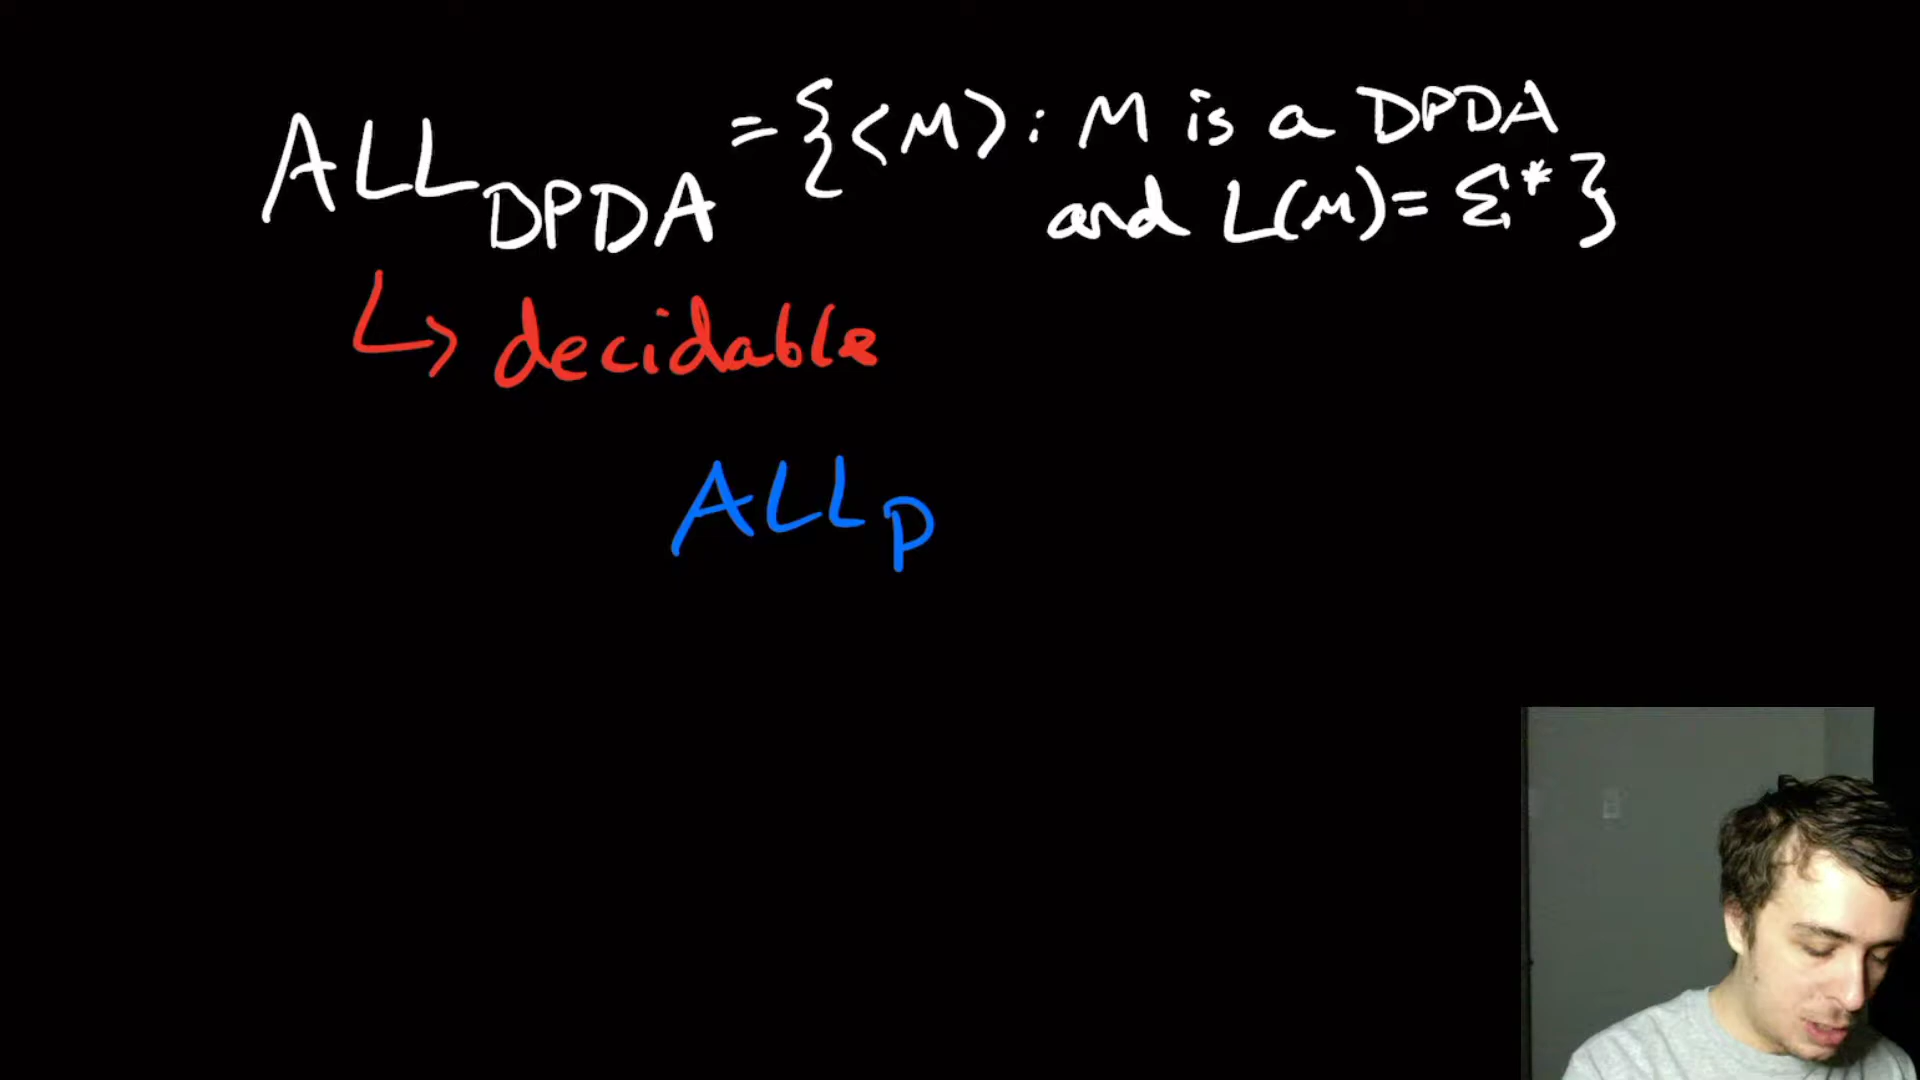 ALL_DPDA = {⟨M⟩ : M is a DPDA
and L(M) = Σ* }
↳ decidable
ALL_P